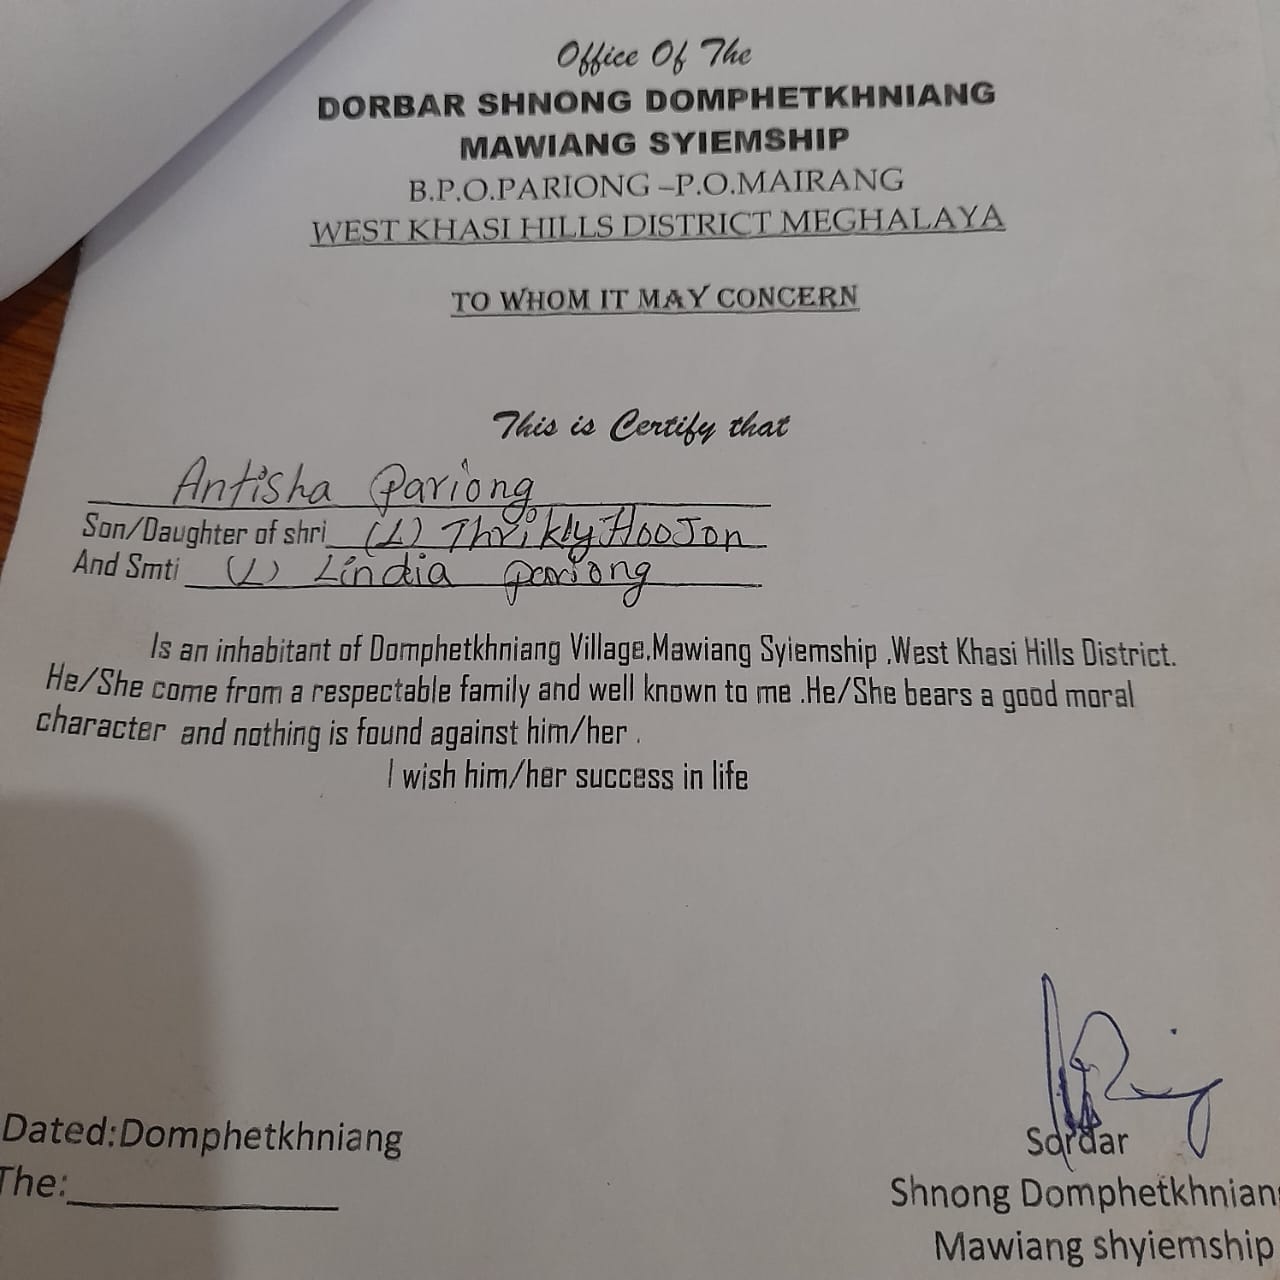 Office Of The
DORBAR SHNONG DOMPHETKHNIANG
MAWIANG SYIEMSHIP
B.P.O.PARIONG –P.O.MAIRANG
WEST KHASI HILLS DISTRICT MEGHALAYA
TO WHOM IT MAY CONCERN
This is Certify that
Antisha Pariong
Son/Daughter of shri (L) Thrikly HooJon
And Smti (L) Lindia pariong
Is an inhabitant of Domphetkhniang Village,Mawiang Syiemship ,West Khasi Hills District.
He/She come from a respectable family and well known to me .He/She bears a good moral
character and nothing is found against him/her .
I wish him/her success in life
Dated:Domphetkhniang
The:
Sordar
Shnong Domphetkhniang
Mawiang shyiemship